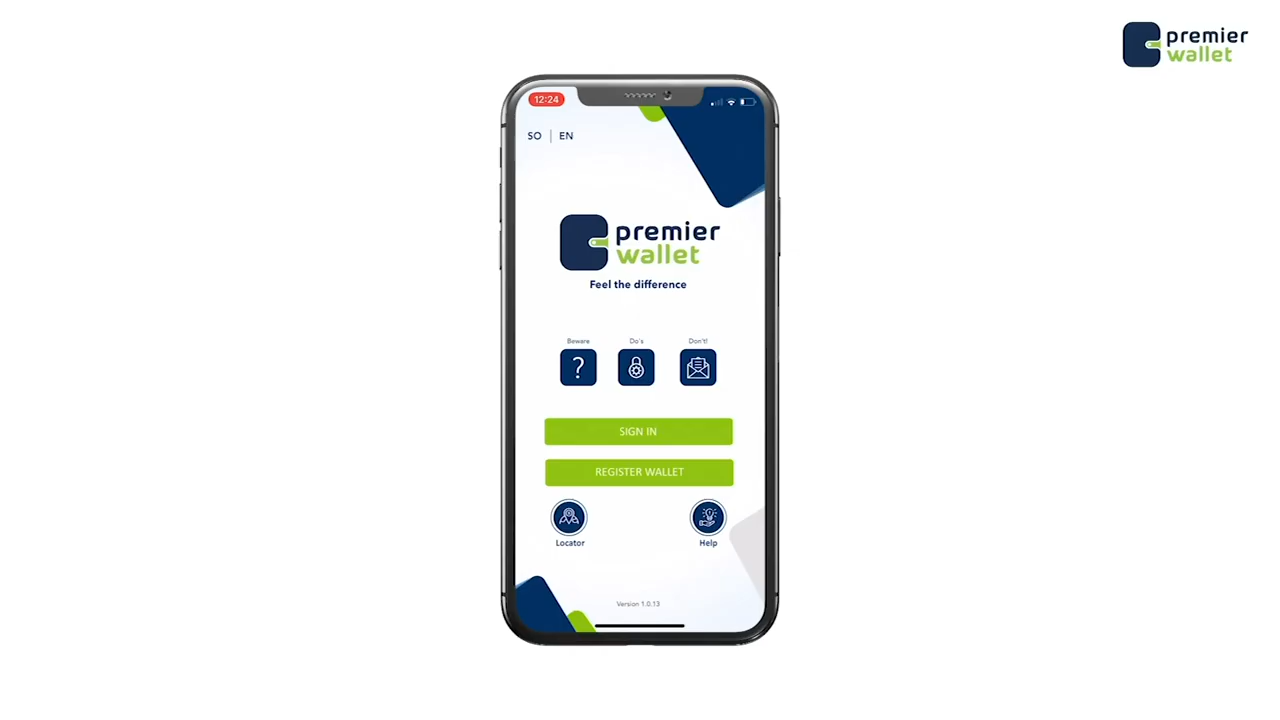 premier
wallet
12:24
SO | EN
premier
wallet
Feel the difference
Beware
Do's
Don't!
SIGN IN
REGISTER WALLET
Locator
Help
Version 1.0.13